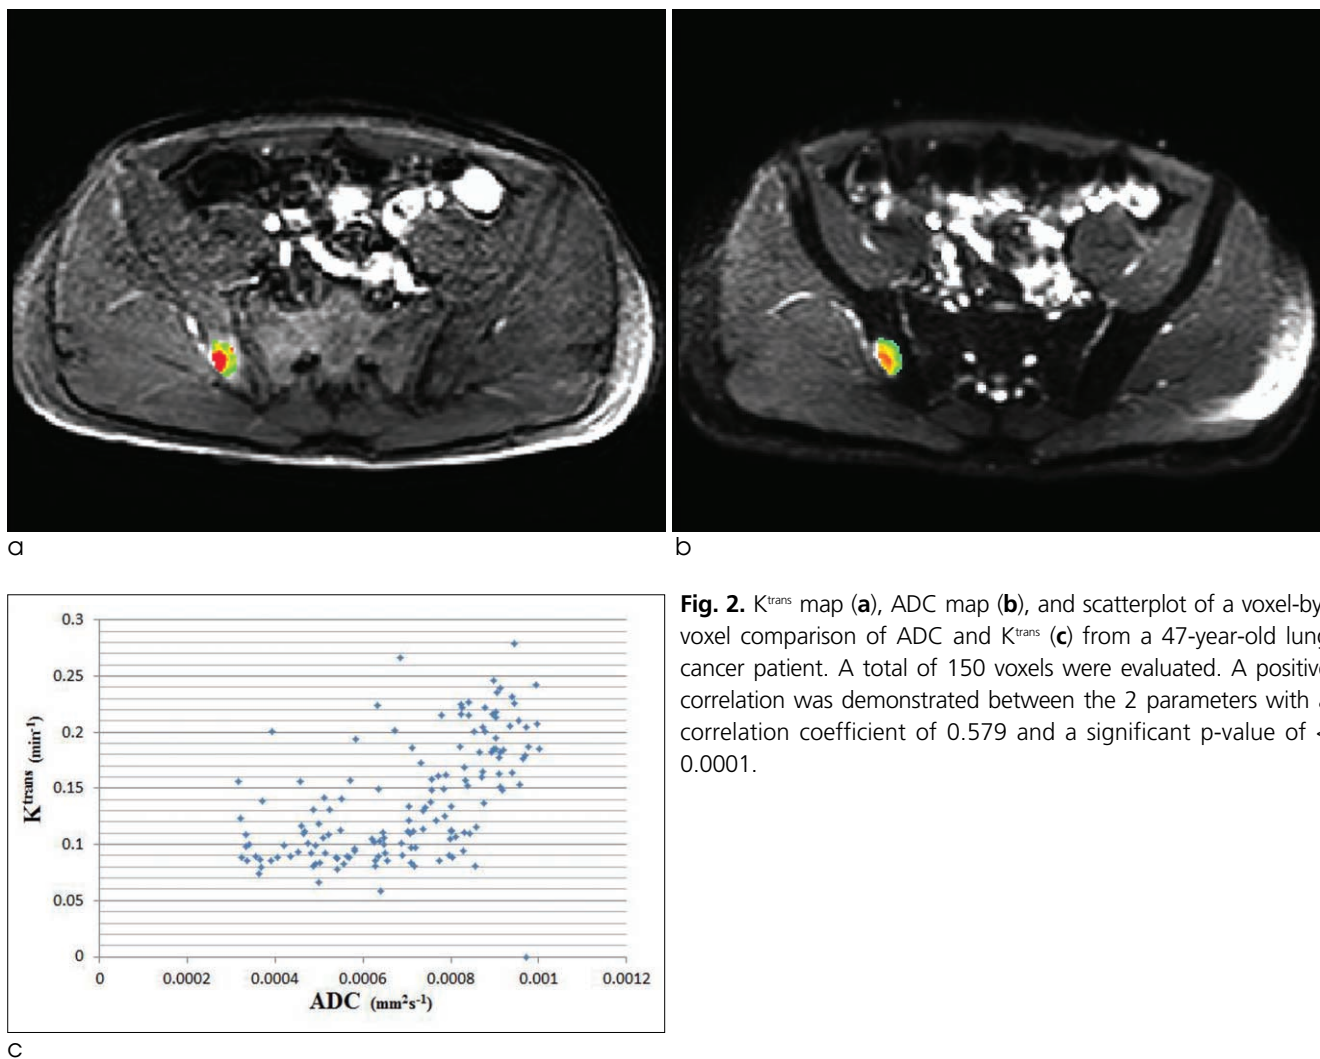 a
b
0.3
0.25
0.2
0.15
0.1
0.05
0
K^trans (min^-1)
0
0.0002
0.0004
0.0006
0.0008
0.001
0.0012
ADC (mm²s^-1)
c
Fig. 2. K^trans map (a), ADC map (b), and scatterplot of a voxel-by
voxel comparison of ADC and K^trans (c) from a 47-year-old lung
cancer patient. A total of 150 voxels were evaluated. A positive
correlation was demonstrated between the 2 parameters with
correlation coefficient of 0.579 and a significant p-value of <
0.0001.